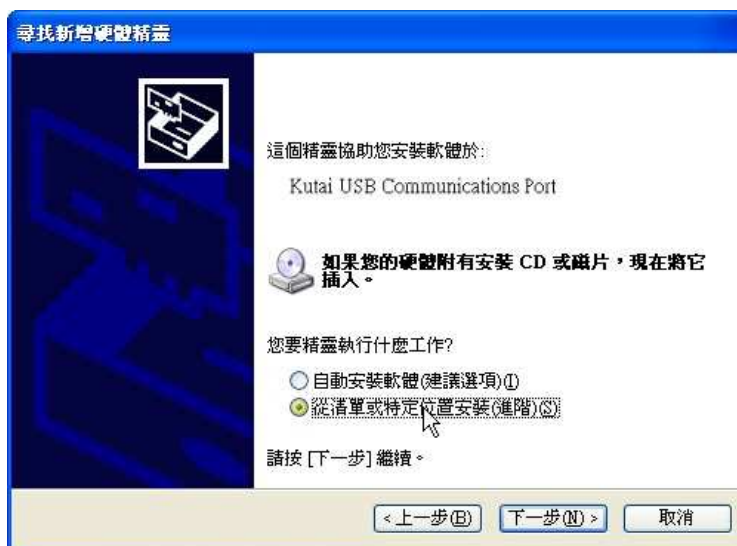 尋找新增硬體精靈
這個精靈協助您安裝軟體於:
Kutai USB Communications Port
如果您的硬體附有安裝 CD 或磁片，現在將它
插入。
您要精靈執行什麼工作?
自動安裝軟體(建議選項)(I)
從清單或特定位置安裝(進階)(S)
請按 [下一步] 繼續。
< 上一步(B)
下一步(N) >
取消